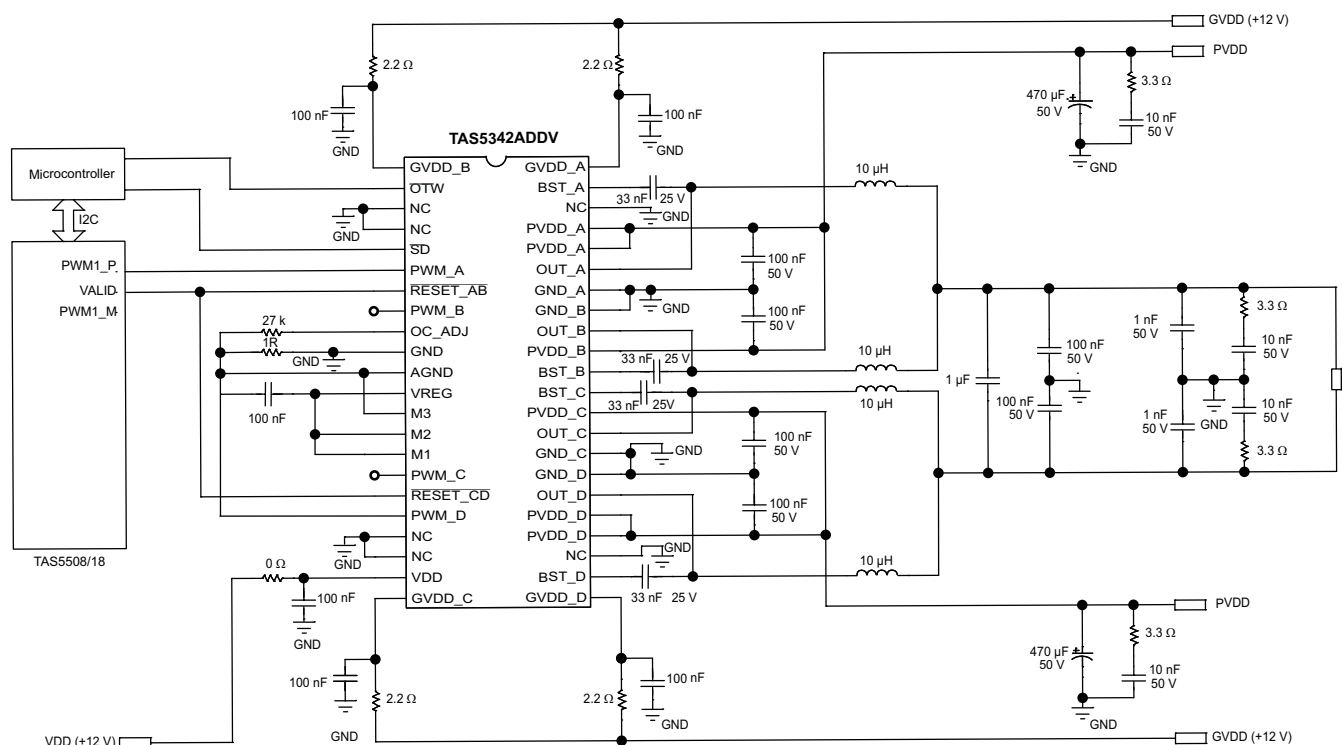 GVDD (+12 V)
PVDD
2.2 Ω
2.2 Ω
3.3 Ω
470 µF
50 V
10 nF
50 V
100 nF
100 nF
GND
GND
GND
TAS5342ADDV
Microcontroller
I2C
PWM1_P
VALID
PWM1_M
TAS5508/18
GVDD_B
OTW
NC
NC
SD
PWM_A
RESET_AB
PWM_B
OC_ADJ
GND
AGND
VREG
M3
M2
M1
PWM_C
RESET_CD
PWM_D
NC
NC
VDD
GVDD_C
GVDD_A
BST_A
NC
PVDD_A
PVDD_A
OUT_A
GND_A
GND_B
OUT_B
PVDD_B
BST_B
BST_C
PVDD_C
OUT_C
GND_C
GND_D
OUT_D
PVDD_D
PVDD_D
NC
BST_D
GVDD_D
GND
27 k
1R
GND
100 nF
GND
0 Ω
100 nF
GND
33 nF 25 V
GND
10 µH
100 nF
50 V
GND
100 nF
50 V
33 nF 25 V
10 µH
33 nF 25V
10 µH
100 nF
50 V
GND
100 nF
50 V
GND
33 nF 25 V
10 µH
1 µF
100 nF
50 V
100 nF
50 V
1 nF
50 V
3.3 Ω
10 nF
50 V
GND
1 nF
50 V
10 nF
50 V
3.3 Ω
PVDD
3.3 Ω
470 µF
50 V
10 nF
50 V
GND
100 nF
2.2 Ω
GND
2.2 Ω
100 nF
GND
VDD (+12 V)
GVDD (+12 V)